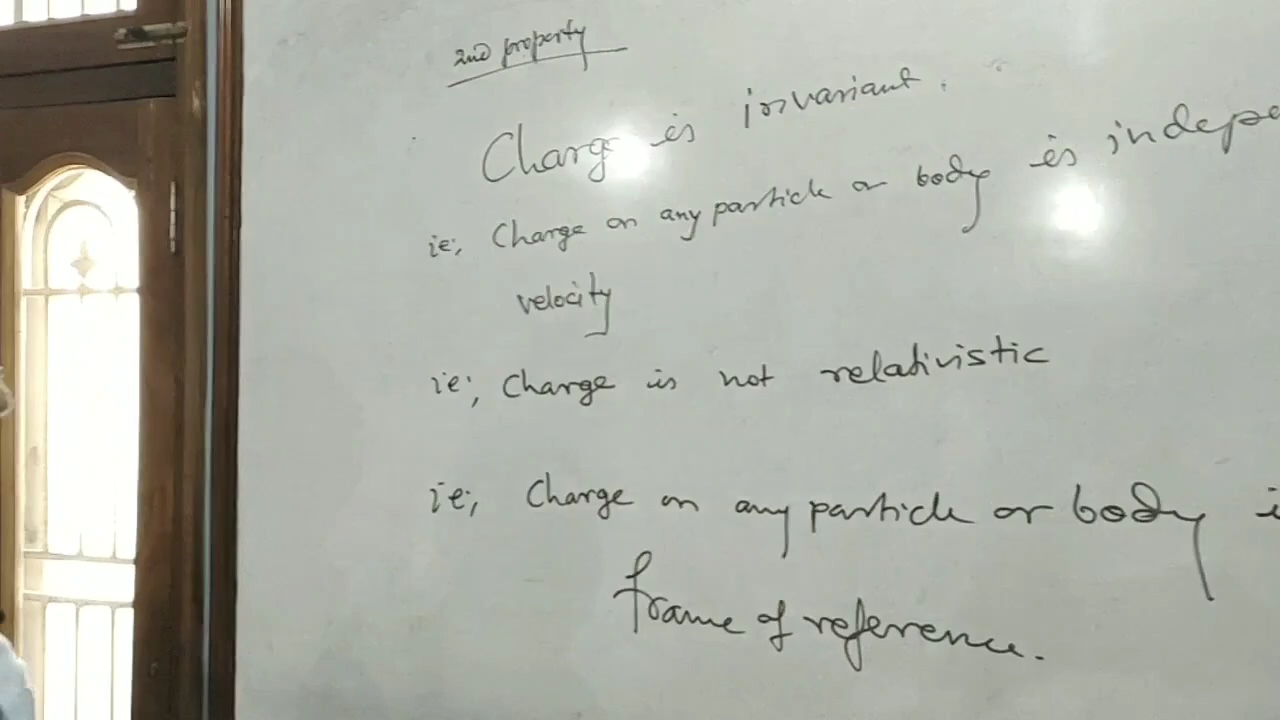 2nd property
Charge is invariant.
ie; Charge on any particle or body is indepe
velocity
ie; Charge is not relativistic
ie; Charge on any particle or body i
frame of reference.